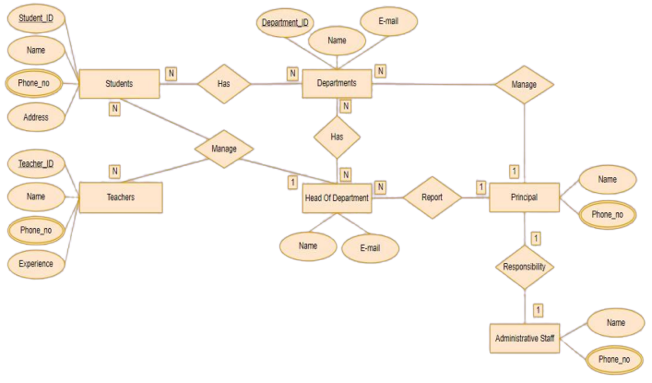 Student_ID
Name
Phone_no
Address
Students
N
Has
N
Department_ID
Name
E-mail
Departments
N
Manage
N
N
Has
Manage
Teacher_ID
Name
Phone_no
Experience
N
Teachers
1
N
Head Of Department
N
Report
1
1
Principal
Name
Phone_no
Name
E-mail
1
Responsibility
1
Administrative Staff
Name
Phone_no